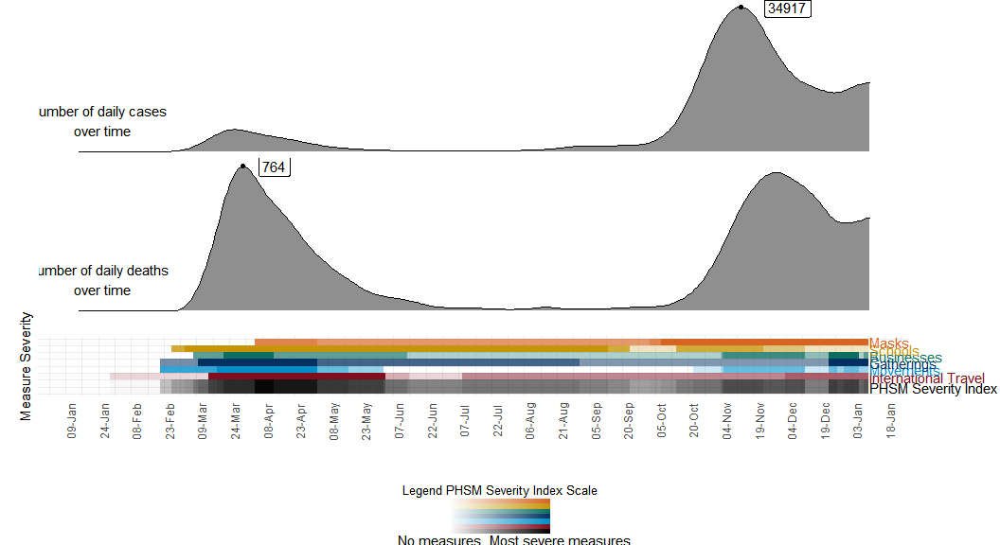 34917
umber of daily cases
over time
764
umber of daily deaths
over time
Measure Severity
Masks
Schools
Businesses
Gatherings
Movements
International Travel
PHSM Severity Index
09-Jan 24-Jan 08-Feb 23-Feb 09-Mar 24-Mar 08-Apr 23-Apr 08-May 23-May 07-Jun 22-Jun 07-Jul 22-Jul 06-Aug 21-Aug 05-Sep 20-Sep 05-Oct 20-Oct 04-Nov 19-Nov 04-Dec 19-Dec 03-Jan 18-Jan
Legend PHSM Severity Index Scale
No measures Most severe measures